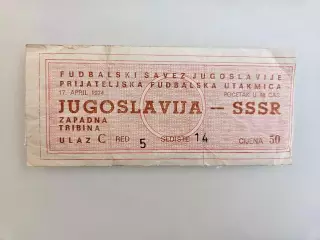 FUDBALSKI SAVEZ JUGOSLAVIJE
PRIJATELJSKA FUDBALSKA UTAKMICA
17. APRIL 1974 POCETAK U
JUGOSLAVIJA – SSSR
ZAPADNA
TRIBINA
ULAZ C RED 5 SEDIŠTE 14 CIJENA 50